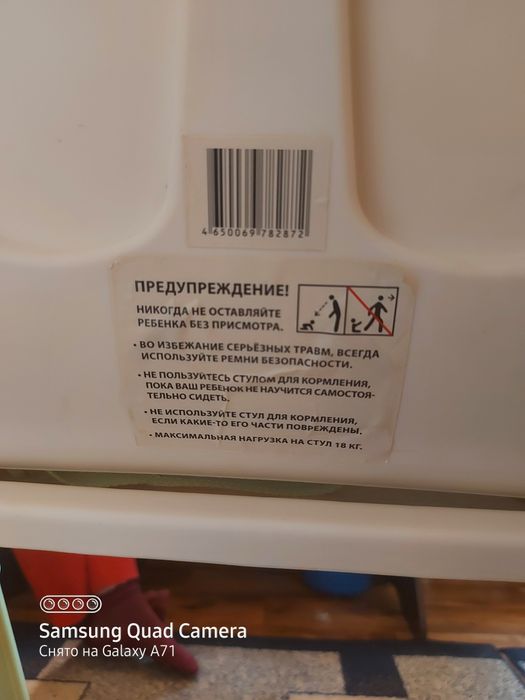 4 650069 782872
ПРЕДУПРЕЖДЕНИЕ!
НИКОГДА НЕ ОСТАВЛЯЙТЕ
РЕБЕНКА БЕЗ ПРИСМОТРА.
• ВО ИЗБЕЖАНИЕ СЕРЬЁЗНЫХ ТРАВМ, ВСЕГДА
ИСПОЛЬЗУЙТЕ РЕМНИ БЕЗОПАСНОСТИ.
• НЕ ПОЛЬЗУЙТЕСЬ СТУЛОМ ДЛЯ КОРМЛЕНИЯ,
ПОКА ВАШ РЕБЕНОК НЕ НАУЧИТСЯ САМОСТОЯ-
ТЕЛЬНО СИДЕТЬ.
• НЕ ИСПОЛЬЗУЙТЕ СТУЛ ДЛЯ КОРМЛЕНИЯ,
ЕСЛИ КАКИЕ-ТО ЕГО ЧАСТИ ПОВРЕЖДЕНЫ.
• МАКСИМАЛЬНАЯ НАГРУЗКА НА СТУЛ 18 КГ.
Samsung Quad Camera
Снято на Galaxy A71